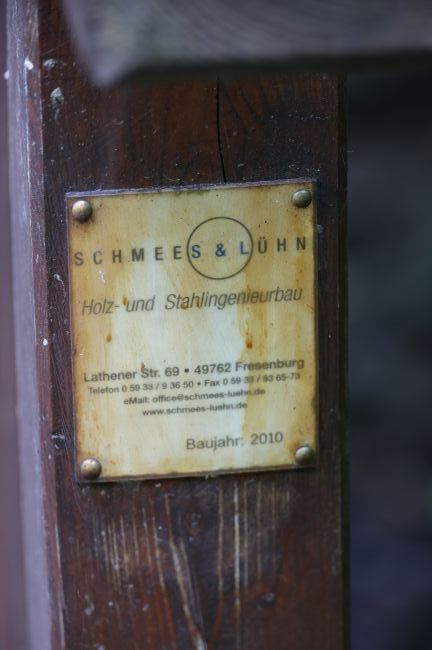 SCHMEES & LÜHN
Holz- und Stahlingenieurbau
Lathener Str. 69 • 49762 Fresenburg
Telefon 0 59 33 / 9 36 50 • Fax 0 59 33 / 93 65-73
eMail: office@schmees-luehn.de
www.schmees-luehn.de
Baujahr: 2010